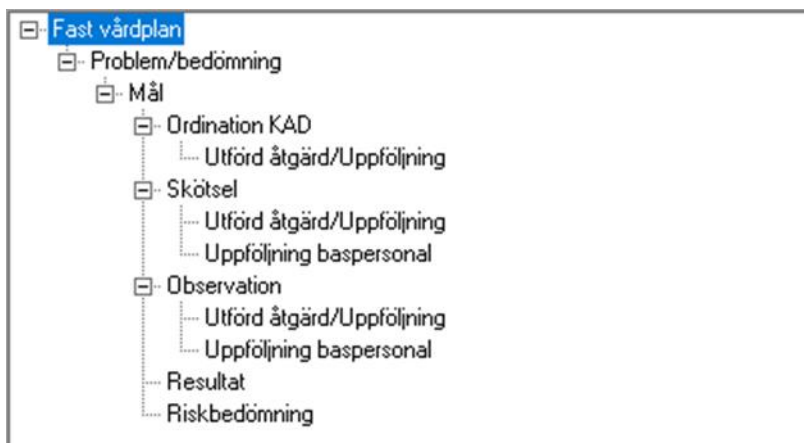 Fast vårdplan
Problem/bedömning
Mål
Ordination KAD
Utförd åtgärd/Uppföljning
Skötsel
Utförd åtgärd/Uppföljning
Uppföljning baspersonal
Observation
Utförd åtgärd/Uppföljning
Uppföljning baspersonal
Resultat
Riskbedömning